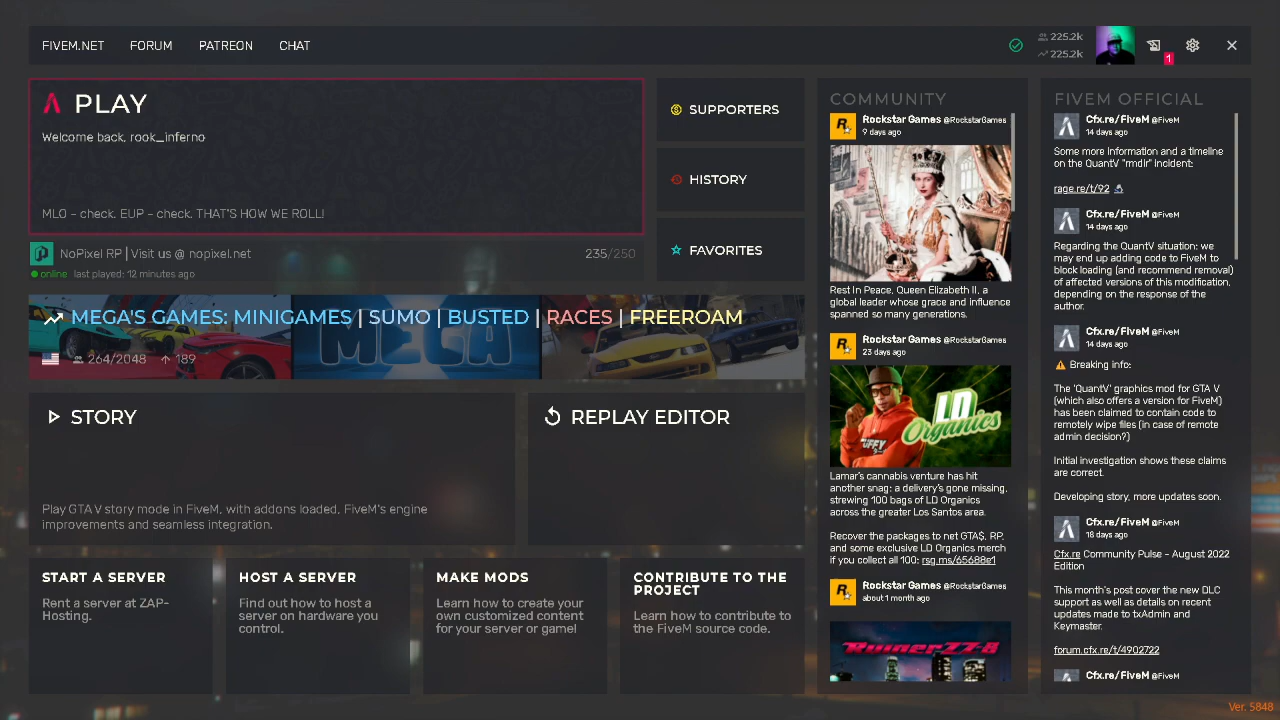 FIVEM.NET FORUM PATREON CHAT
225.2k
225.2k
1
PLAY
Welcome back, rook_inferno
MLO - check. EUP - check. THAT'S HOW WE ROLL!
NoPixel RP | Visit us @ nopixel.net 235/250
online last played: 12 minutes ago
SUPPORTERS
HISTORY
FAVORITES
MEGA'S GAMES: MINIGAMES | SUMO | BUSTED | RACES | FREEROAM
MEGA
264/2048 189
STORY
Play GTA V story mode in FiveM, with addons loaded, FiveM's engine
improvements and seamless integration.
REPLAY EDITOR
START A SERVER
Rent a server at ZAP-
Hosting.
HOST A SERVER
Find out how to host a
server on hardware you
control.
MAKE MODS
Learn how to create your
own customized content
for your server or game!
CONTRIBUTE TO THE
PROJECT
Learn how to contribute to
the FiveM source code.
COMMUNITY
Rockstar Games @RockstarGames
9 days ago
Rest In Peace, Queen Elizabeth II, a
global leader whose grace and influence
spanned so many generations.
Rockstar Games @RockstarGames
23 days ago
LD
Organics
Lamar's cannabis venture has hit
another snag: a delivery's gone missing,
strewing 100 bags of LD Organics
across the greater Los Santos area.
Recover the packages to net GTA$, RP,
and some exclusive LD Organics merch
if you collect all 100: rsg.ms/65688e1
Rockstar Games @RockstarGames
about 1 month ago
Ruiner ZZ-8
FIVEM OFFICIAL
Cfx.re/FiveM @FiveM
14 days ago
Some more information and a timeline
on the QuantV "rmdir" incident:
rage.re/t/92
Cfx.re/FiveM @FiveM
14 days ago
Regarding the QuantV situation: we
may end up adding code to FiveM to
block loading (and recommend removal)
of affected versions of this modification,
depending on the response of the
author.
Cfx.re/FiveM @FiveM
14 days ago
⚠️ Breaking info:
The 'QuantV' graphics mod for GTA V
(which also offers a version for FiveM)
has been claimed to contain code to
remotely wipe files (in case of remote
admin decision?)
Initial investigation shows these claims
are correct.
Developing story, more updates soon.
Cfx.re/FiveM @FiveM
16 days ago
Cfx.re Community Pulse - August 2022
Edition
This month's post cover the new DLC
support as well as details on recent
updates made to txAdmin and
Keymaster.
forum.cfx.re/t/4902722
Cfx.re/FiveM @FiveM
Ver. 5848